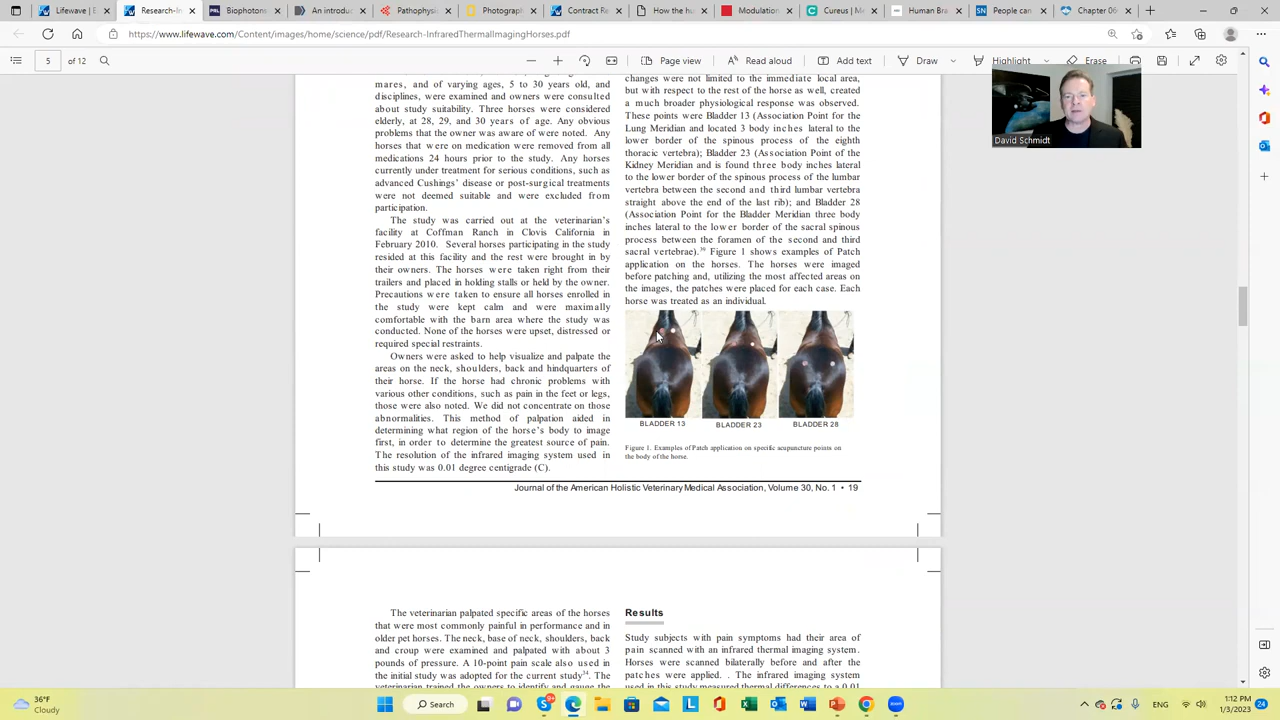 Lifewave | E
Research-In
Biophotons
An introduc
Pathophysic
Photograph
Contract Re
How the hu
Modulation
Cures | Me
Human Bra
People can
Chapter 06
https://www.lifewave.com/Content/images/home/science/pdf/Research-InfraredThermalImagingHorses.pdf
5 of 12
Page view
Read aloud
Add text
Draw
Highlight
David Schmidt
mares, and of varying ages, 5 to 30 years old, and
disciplines, were examined and owners were consulted
about study suitability. Three horses were considered
elderly, at 28, 29, and 30 years of age. Any obvious
problems that the owner was aware of were noted. Any
horses that were on medication were removed from all
medications 24 hours prior to the study. Any horses
currently under treatment for serious conditions, such as
advanced Cushings' disease or post-surgical treatments
were not deemed suitable and were excluded from
participation.
The study was carried out at the veterinarian's
facility at Coffman Ranch in Clovis California in
February 2010. Several horses participating in the study
resided at this facility and the rest were brought in by
their owners. The horses were taken right from their
trailers and placed in holding stalls or held by the owner.
Precautions were taken to ensure all horses enrolled in
the study were kept calm and were maximally
comfortable with the barn area where the study was
conducted. None of the horses were upset, distressed or
required special restraints.
Owners were asked to help visualize and palpate the
areas on the neck, shoulders, back and hindquarters of
their horse. If the horse had chronic problems with
various other conditions, such as pain in the feet or legs,
those were also noted. We did not concentrate on those
abnormalities. This method of palpation aided in
determining what region of the horse's body to image
first, in order to determine the greatest source of pain.
The resolution of the infrared imaging system used in
this study was 0.01 degree centigrade (C).
changes were not limited to the immediate local area,
but with respect to the rest of the horse as well, created
a much broader physiological response was observed.
These points were Bladder 13 (Association Point for the
Lung Meridian and located 3 body inches lateral to the
lower border of the spinous process of the eighth
thoracic vertebra); Bladder 23 (Association Point of the
Kidney Meridian and is found three body inches lateral
to the lower border of the spinous process of the lumbar
vertebra between the second and third lumbar vertebra
straight above the end of the last rib); and Bladder 28
(Association Point for the Bladder Meridian three body
inches lateral to the lower border of the sacral spinous
process between the foramen of the second and third
sacral vertebrae).³⁹ Figure 1 shows examples of Patch
application on the horses. The horses were imaged
before patching and, utilizing the most affected areas on
the images, the patches were placed for each case. Each
horse was treated as an individual.
BLADDER 13
BLADDER 23
BLADDER 28
Figure 1. Examples of Patch application on specific acupuncture points on
the body of the horse.
Journal of the American Holistic Veterinary Medical Association, Volume 30, No. 1 • 19
The veterinarian palpated specific areas of the horses
that were most commonly painful in performance and in
older pet horses. The neck, base of neck, shoulders, back
and croup were examined and palpated with about 3
pounds of pressure. A 10-point pain scale also used in
the initial study was adopted for the current study³⁴. The
veterinarian trained the owners to identify and gauge the
Results
Study subjects with pain symptoms had their area of
pain scanned with an infrared thermal imaging system.
Horses were scanned bilaterally before and after the
patches were applied. . The infrared imaging system
used in this study measured thermal differences to a 0.01
36°F
Cloudy
Search
ENG
1:12 PM
1/3/2023